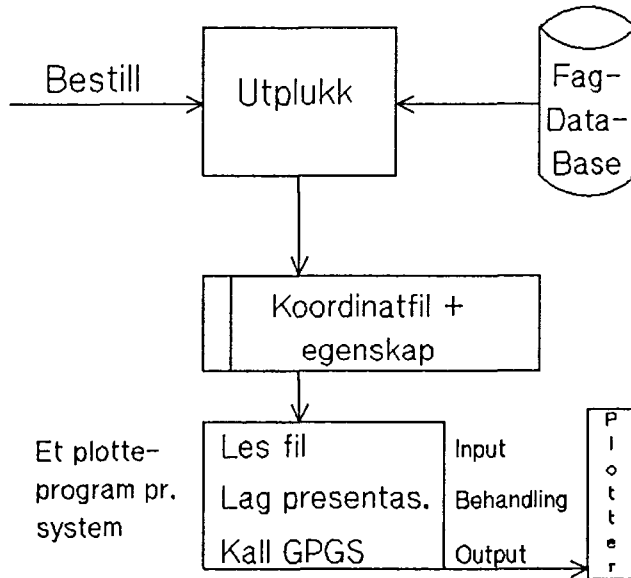 Bestill
Utplukk
Fag-
Data-
Base
Koordinatfil +
egenskap
Et plotte-
program pr.
system
Les fil
Lag presentas.
Kall GPGS
Input
Behandling
Output
Plotter